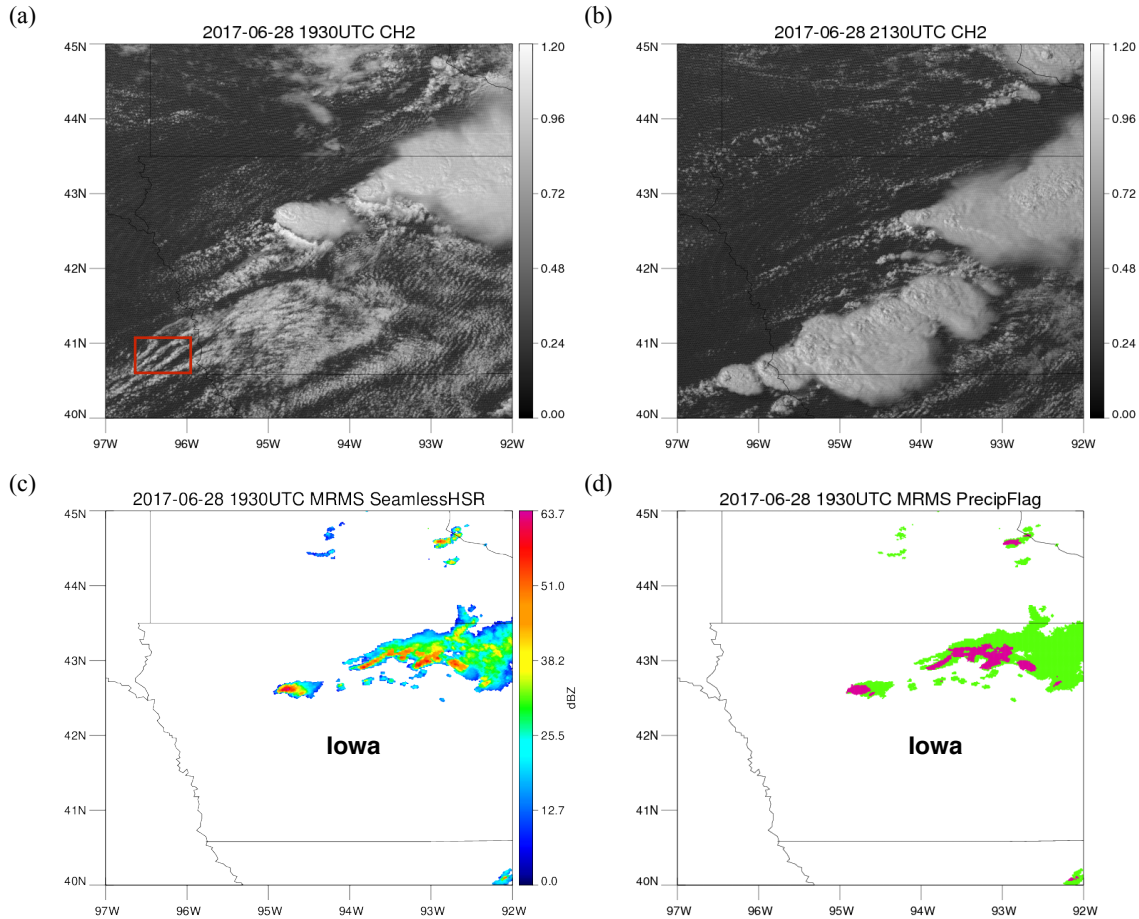 (a)
2017-06-28 1930UTC CH2
45N
44N
43N
42N
41N
40N
97W 96W 95W 94W 93W 92W
1.20
0.96
0.72
0.48
0.24
0.00
(b)
2017-06-28 2130UTC CH2
45N
44N
43N
42N
41N
40N
97W 96W 95W 94W 93W 92W
1.20
0.96
0.72
0.48
0.24
0.00
(c)
2017-06-28 1930UTC MRMS SeamlessHSR
45N
44N
43N
42N
41N
40N
97W 96W 95W 94W 93W 92W
Iowa
63.7
51.0
38.2
25.5
12.7
0.0
dBZ
(d)
2017-06-28 1930UTC MRMS PrecipFlag
45N
44N
43N
42N
41N
40N
97W 96W 95W 94W 93W 92W
Iowa